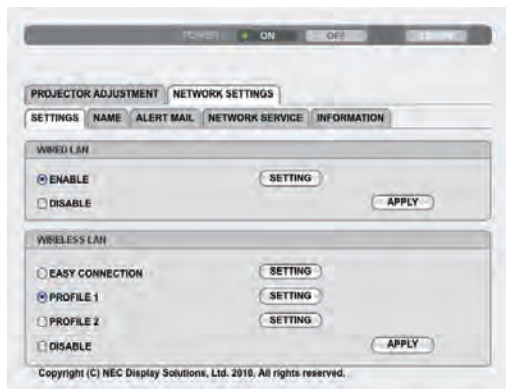 POWER ON OFF
PROJECTOR ADJUSTMENT NETWORK SETTINGS
SETTINGS NAME ALERT MAIL NETWORK SERVICE INFORMATION
WIRED LAN
ENABLE SETTING
DISABLE APPLY
WIRELESS LAN
EASY CONNECTION SETTING
PROFILE 1 SETTING
PROFILE 2 SETTING
DISABLE APPLY
Copyright (C) NEC Display Solutions, Ltd. 2010. All rights reserved.